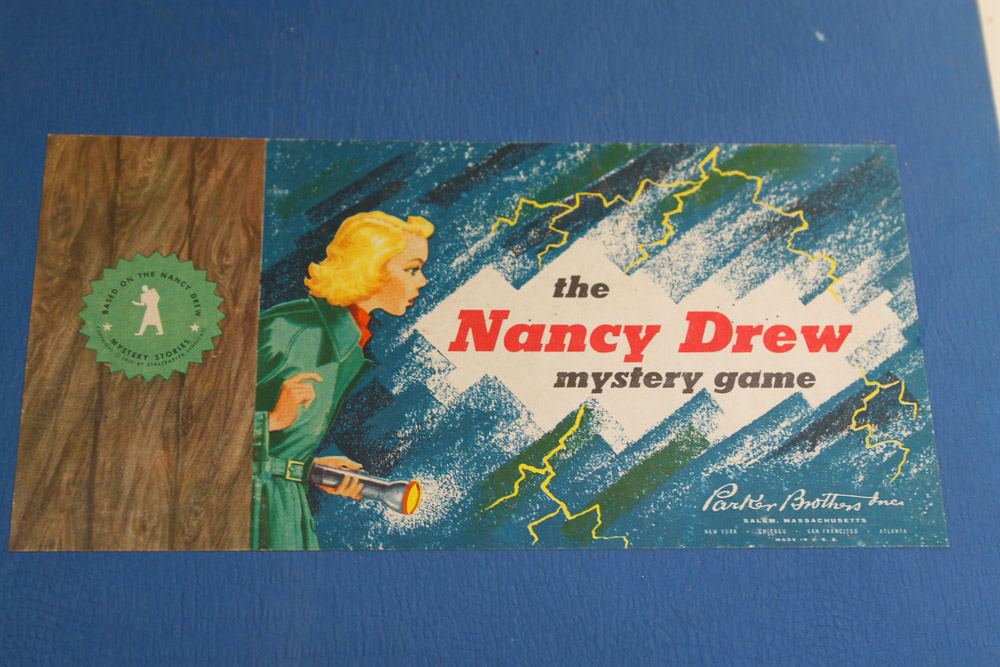 BASED ON THE NANCY DREW
MYSTERY STORIES
the
Nancy Drew
mystery game
Parker Brothers Inc
SALEM, MASSACHUSETTS
NEW YORK CHICAGO SAN FRANCISCO ATLANTA
MADE IN U. S. A.